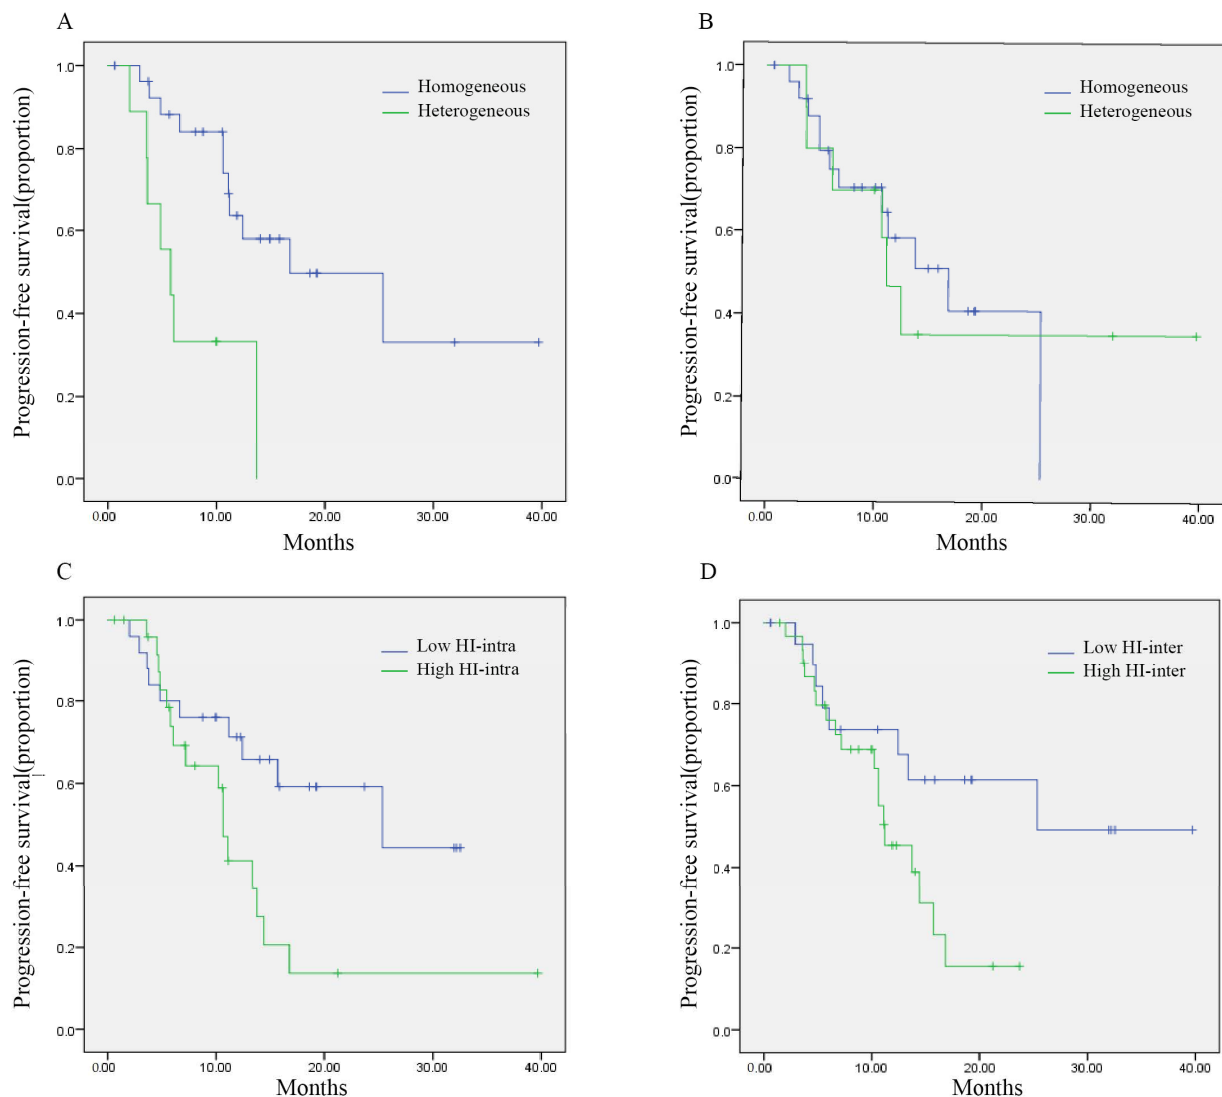 A
Progression-free survival(proportion)
1.0
0.8
0.6
0.4
0.2
0.0
Homogeneous
Heterogeneous
0.00 10.00 20.00 30.00 40.00
Months
B
Progression-free survival(proportion)
1.0
0.8
0.6
0.4
0.2
0.0
Homogeneous
Heterogeneous
0.00 10.00 20.00 30.00 40.00
Months
C
Progression-free survival(proportion)
1.0
0.8
0.6
0.4
0.2
0.0
Low HI-intra
High HI-intra
0.00 10.00 20.00 30.00 40.00
Months
D
Progression-free survival(proportion)
1.0
0.8
0.6
0.4
0.2
0.0
Low HI-inter
High HI-inter
0.00 10.00 20.00 30.00 40.00
Months